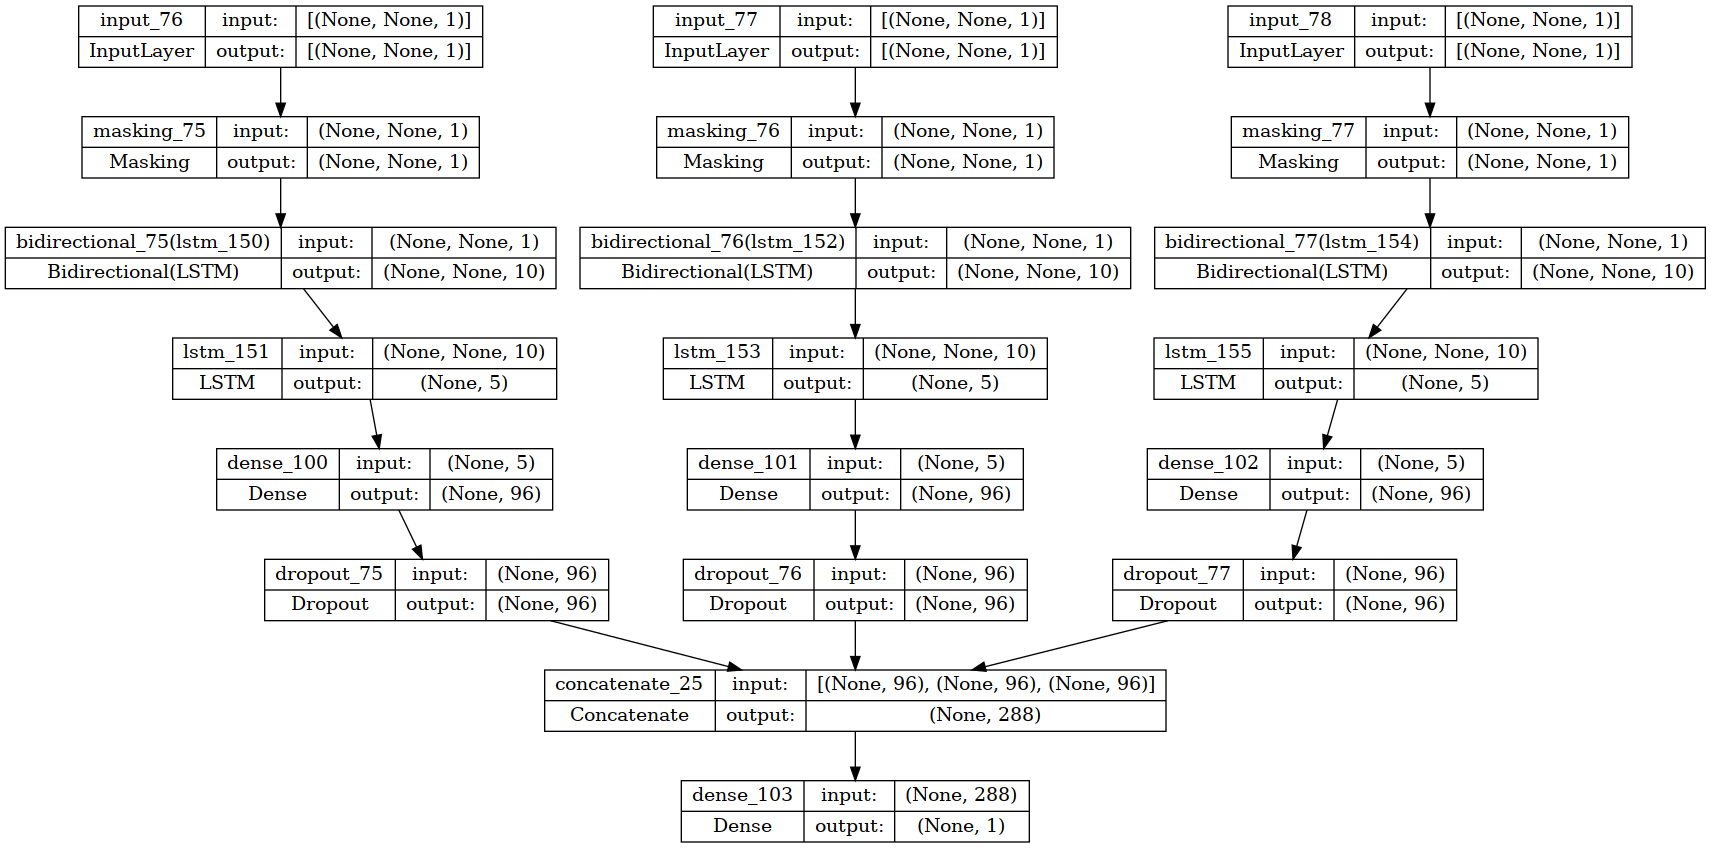 input_76 input: [(None, None, 1)] input_77 input: [(None, None, 1)] input_78 input: [(None, None, 1)]
InputLayer output: [(None, None, 1)] InputLayer output: [(None, None, 1)] InputLayer output: [(None, None, 1)]
masking_75 input: (None, None, 1) masking_76 input: (None, None, 1) masking_77 input: (None, None, 1)
Masking output: (None, None, 1) Masking output: (None, None, 1) Masking output: (None, None, 1)
bidirectional_75(lstm_150) input: (None, None, 1) bidirectional_76(lstm_152) input: (None, None, 1) bidirectional_77(lstm_154) input: (None, None, 1)
Bidirectional(LSTM) output: (None, None, 10) Bidirectional(LSTM) output: (None, None, 10) Bidirectional(LSTM) output: (None, None, 10)
lstm_151 input: (None, None, 10) lstm_153 input: (None, None, 10) lstm_155 input: (None, None, 10)
LSTM output: (None, 5) LSTM output: (None, 5) LSTM output: (None, 5)
dense_100 input: (None, 5) dense_101 input: (None, 5) dense_102 input: (None, 5)
Dense output: (None, 96) Dense output: (None, 96) Dense output: (None, 96)
dropout_75 input: (None, 96) dropout_76 input: (None, 96) dropout_77 input: (None, 96)
Dropout output: (None, 96) Dropout output: (None, 96) Dropout output: (None, 96)
concatenate_25 input: [(None, 96), (None, 96), (None, 96)]
Concatenate output: (None, 288)
dense_103 input: (None, 288)
Dense output: (None, 1)